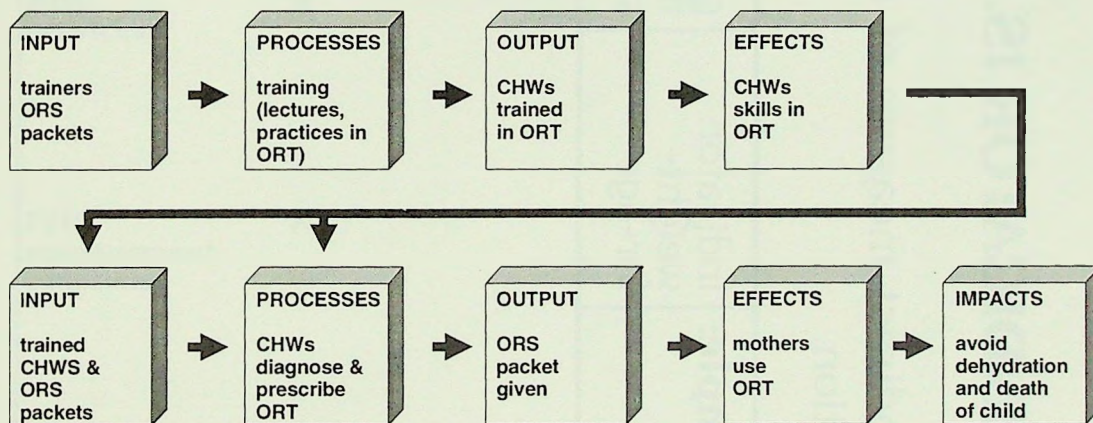 INPUT
trainers
ORS
packets
PROCESSES
training
(lectures,
practices in
ORT)
OUTPUT
CHWs
trained
in ORT
EFFECTS
CHWs
skills in
ORT
INPUT
trained
CHWS &
ORS
packets
PROCESSES
CHWs
diagnose &
prescribe
ORT
OUTPUT
ORS
packet
given
EFFECTS
mothers
use
ORT
IMPACTS
avoid
dehydration
and death
of child